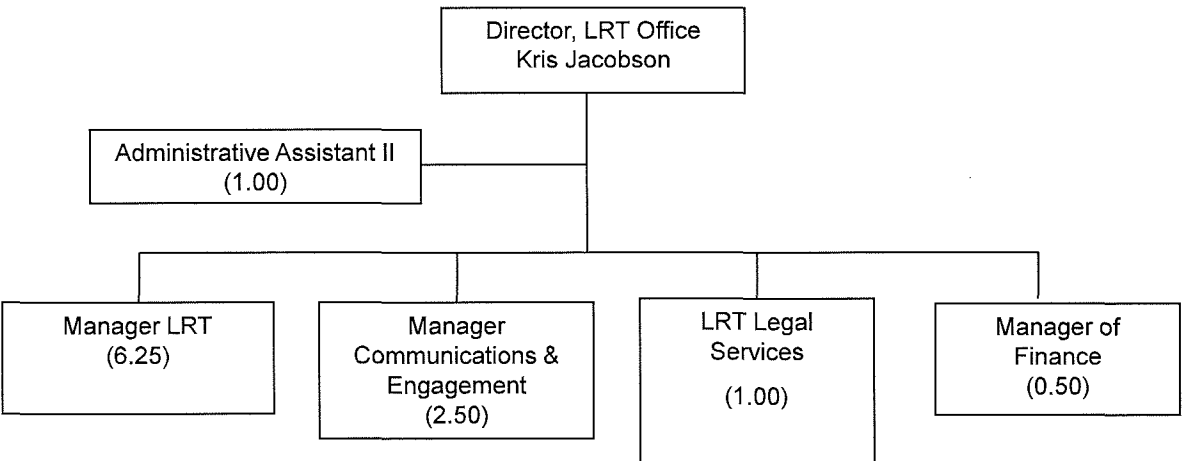 Director, LRT Office
Kris Jacobson
Administrative Assistant II
(1.00)
Manager LRT
(6.25)
Manager
Communications &
Engagement
(2.50)
LRT Legal
Services
(1.00)
Manager of
Finance
(0.50)